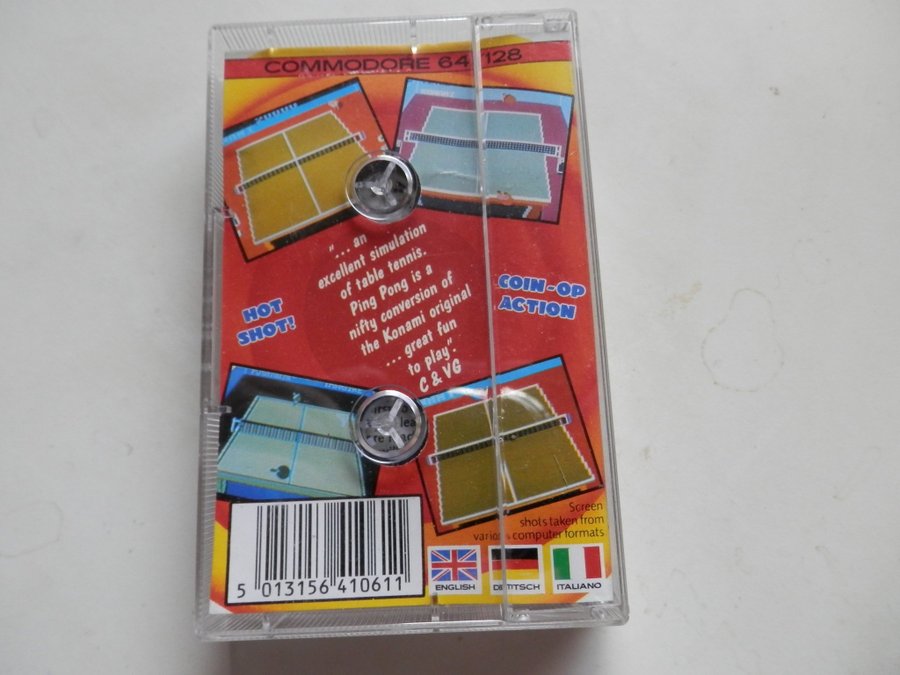 COMMODORE 64/128
"... an
excellent simulation
of table tennis.
Ping Pong is a
nifty conversion of
the Konami original
... great fun
to play".
C & VG
HOT
SHOT!
COIN-OP
ACTION
Screen
shots taken from
various computer formats
5 013156 410611
ENGLISH
DEUTSCH
ITALIANO